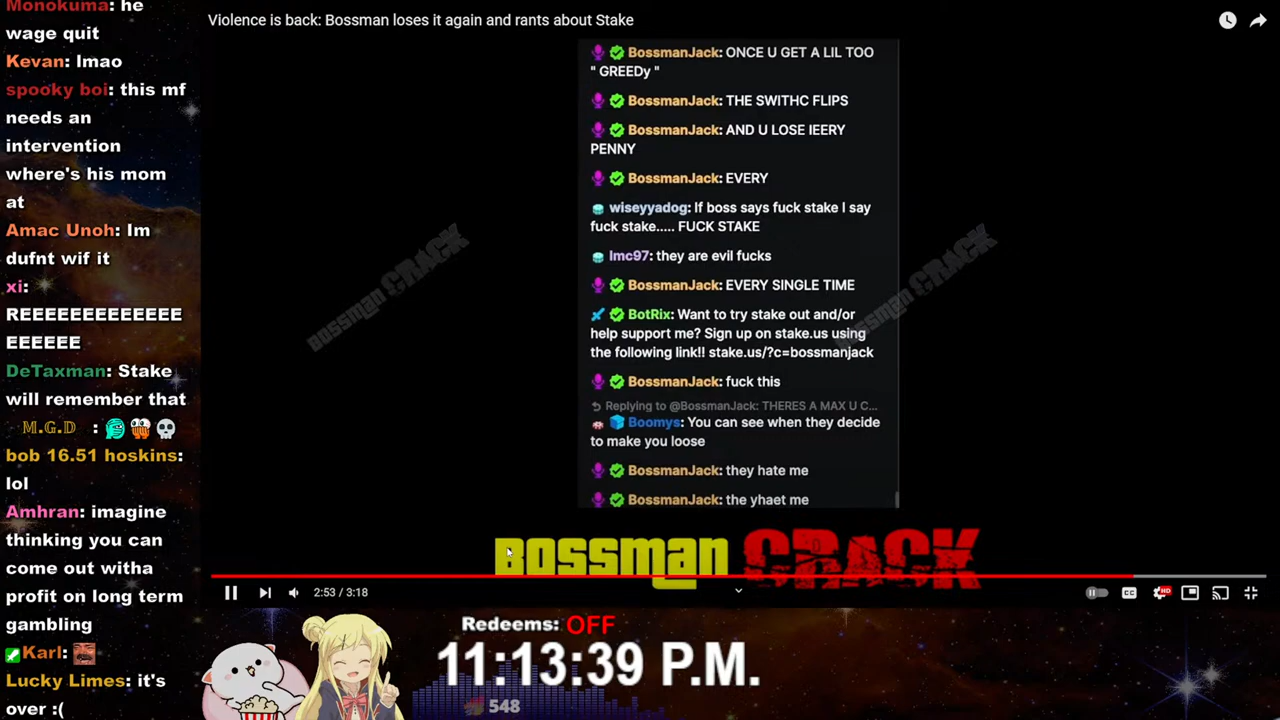 Monokuma: he
wage quit
Kevan: lmao
spooky boi: this mf
needs an
intervention
where's his mom
at
Amac Unoh: Im
dufnt wif it
xi:
REEEEEEEEEEEEE
EEEEEE
DeTaxman: Stake
will remember that
M.G.D :
bob 16.51 hoskins:
lol
Amhran: imagine
thinking you can
come out witha
profit on long term
gambling
Karl:
Lucky Limes: it's
over :(
Violence is back: Bossman loses it again and rants about Stake
BossmanJack: ONCE U GET A LIL TOO
" GREEDy "
BossmanJack: THE SWITHC FLIPS
BossmanJack: AND U LOSE IEERY
PENNY
BossmanJack: EVERY
wiseyyadog: If boss says fuck stake I say
fuck stake..... FUCK STAKE
lmc97: they are evil fucks
BossmanJack: EVERY SINGLE TIME
BotRix: Want to try stake out and/or
help support me? Sign up on stake.us using
the following link!! stake.us/?c=bossmanjack
BossmanJack: fuck this
Replying to @BossmanJack: THERES A MAX U C...
Boomys: You can see when they decide
to make you loose
BossmanJack: they hate me
BossmanJack: the yhaet me
Bossman CRACK
Bossman CRACK
Bossman CRACK
2:53 / 3:18
CC
HD
Redeems: OFF
11:13:39 P.M.
548